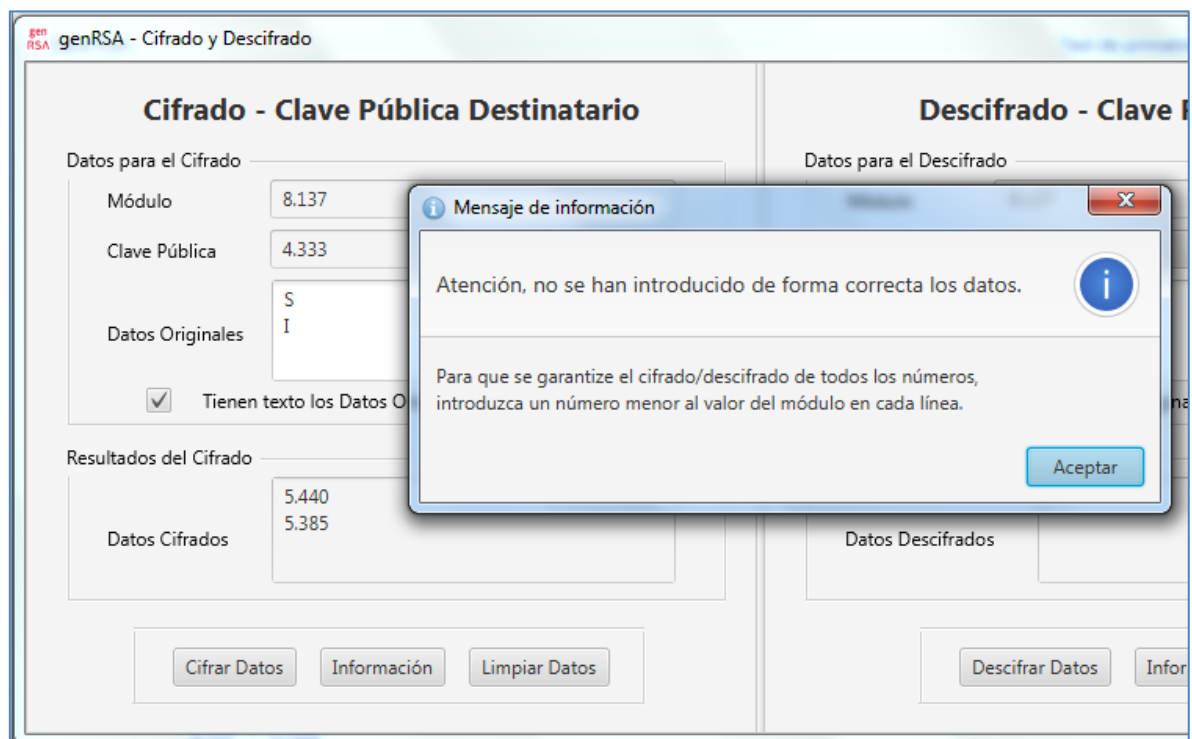 gen
RSA genRSA - Cifrado y Descifrado
Cifrado - Clave Pública Destinatario
Datos para el Cifrado
Módulo 8.137
Clave Pública 4.333
Datos Originales S
I
Tienen texto los Datos O
Resultados del Cifrado
Datos Cifrados 5.440
5.385
Cifrar Datos Información Limpiar Datos
Descifrado - Clave
Datos para el Descifrado
Mensaje de información
Atención, no se han introducido de forma correcta los datos.
Para que se garantize el cifrado/descifrado de todos los números,
introduzca un número menor al valor del módulo en cada línea.
Aceptar
na
Datos Descifrados
Descifrar Datos Infor